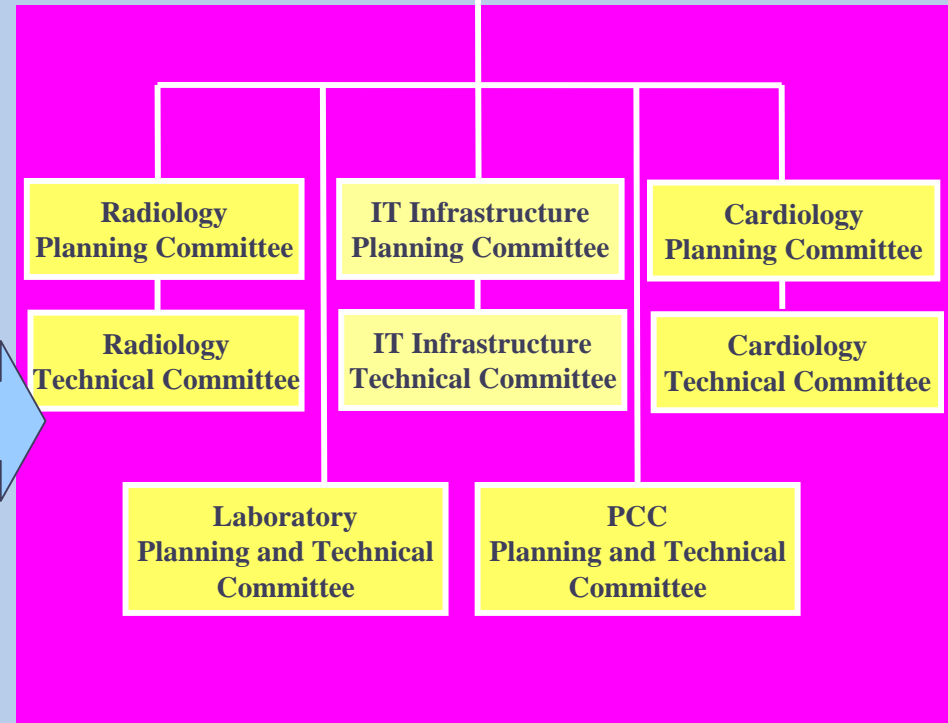 Radiology
Planning Committee
IT Infrastructure
Planning Committee
Cardiology
Planning Committee
Radiology
Technical Committee
IT Infrastructure
Technical Committee
Cardiology
Technical Committee
Laboratory
Planning and Technical
Committee
PCC
Planning and Technical
Committee